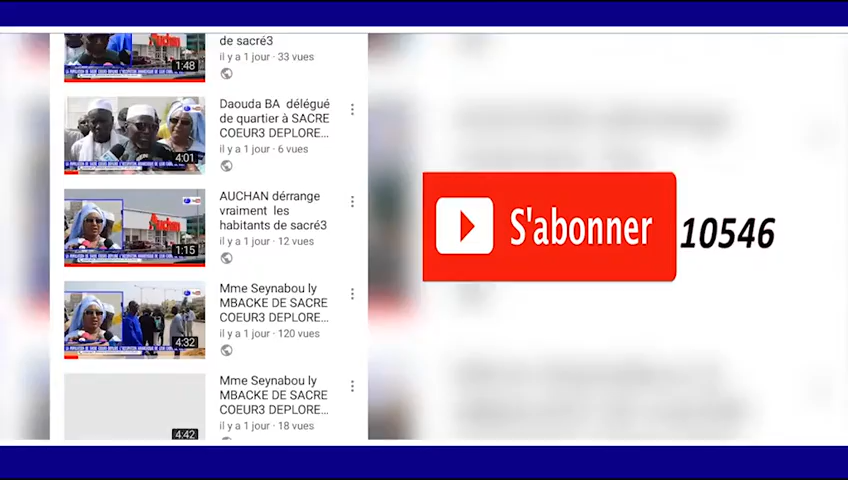 de sacré3
il y a 1 jour · 33 vues
Auchan
1:48
Daouda BA délégué
de quartier à SACRE
COEUR3 DEPLORE...
il y a 1 jour · 6 vues
4:01
AUCHAN dérrange
vraiment les
habitants de sacré3
il y a 1 jour · 12 vues
Auchan
1:15
Mme Seynabou ly
MBACKE DE SACRE
COEUR3 DEPLORE...
il y a 1 jour · 120 vues
4:32
Mme Seynabou ly
MBACKE DE SACRE
COEUR3 DEPLORE...
il y a 1 jour · 18 vues
4:42
S'abonner
10546